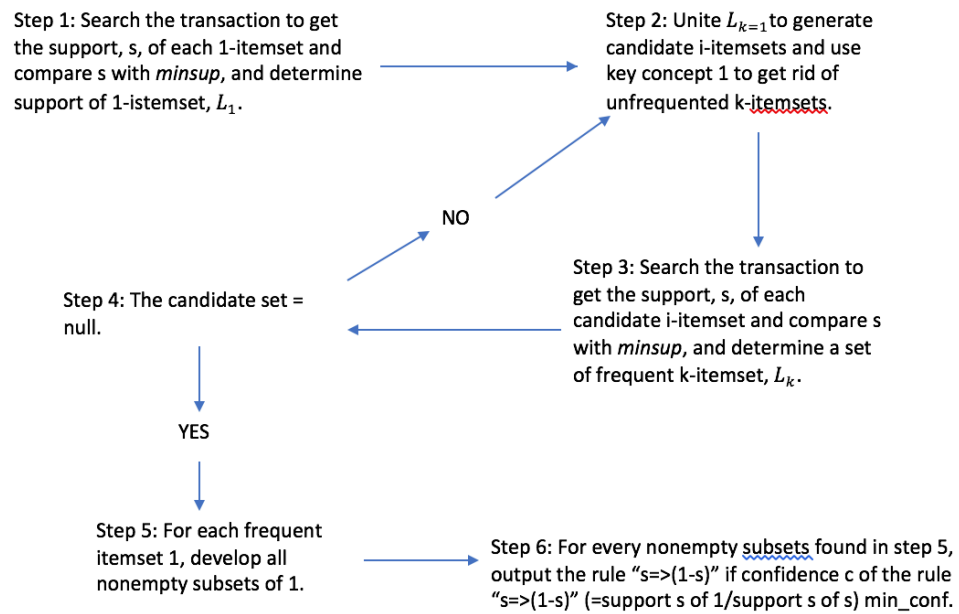 Step 1: Search the transaction to get
the support, s, of each 1-itemset and
compare s with minsup, and determine
support of 1-istemset, L₁.
Step 2: Unite Lₖ₌₁to generate
candidate i-itemsets and use
key concept 1 to get rid of
unfrequented k-itemsets.
NO
Step 3: Search the transaction to
get the support, s, of each
candidate i-itemset and compare s
with minsup, and determine a set
of frequent k-itemset, Lₖ.
Step 4: The candidate set =
null.
YES
Step 5: For each frequent
itemset 1, develop all
nonempty subsets of 1.
Step 6: For every nonempty subsets found in step 5,
output the rule “s=>(1-s)” if confidence c of the rule
“s=>(1-s)” (=support s of 1/support s of s) min_conf.